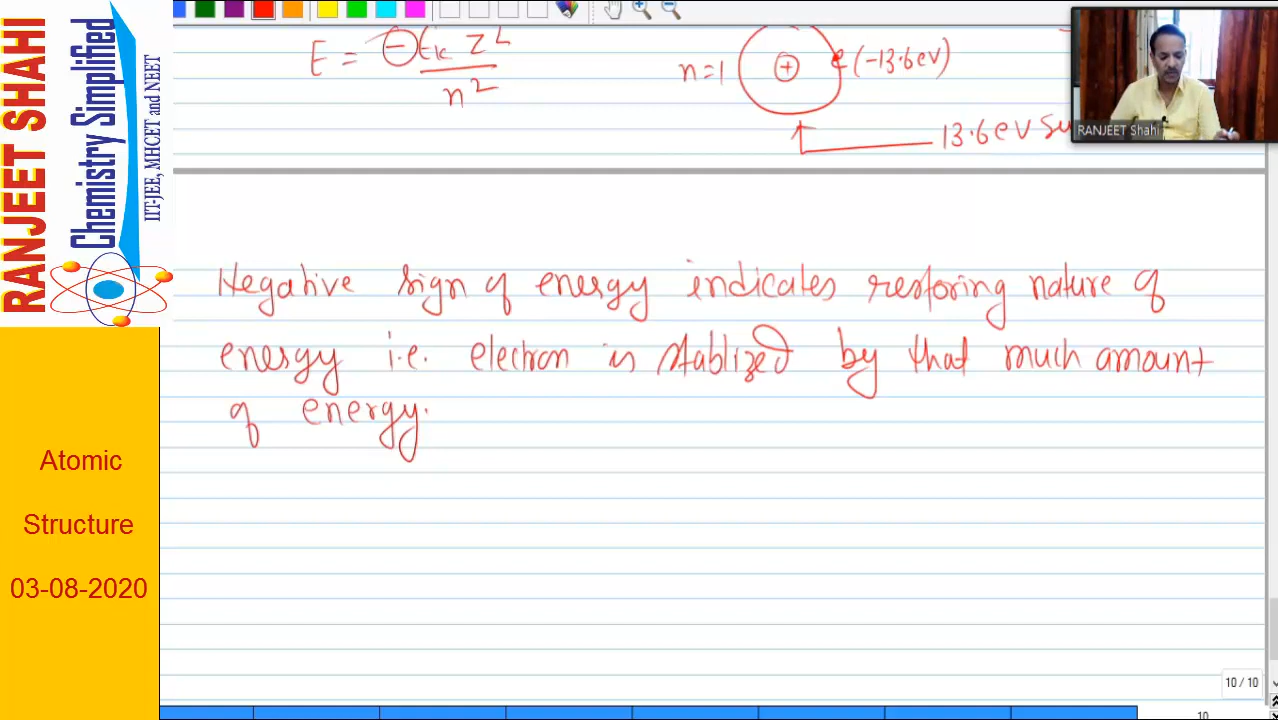 RANJEET SHAHI
Chemistry Simplified
IIT-JEE, MHCET and NEET
E = -Ek Z²
n²
n=1
+
e (-13.6eV)
13.6eV Su
RANJEET Shahi
Negative sign of energy indicates restoring nature of
energy i.e. electron is stablized by that much amount
of energy.
Atomic
Structure
03-08-2020
10 / 10
10